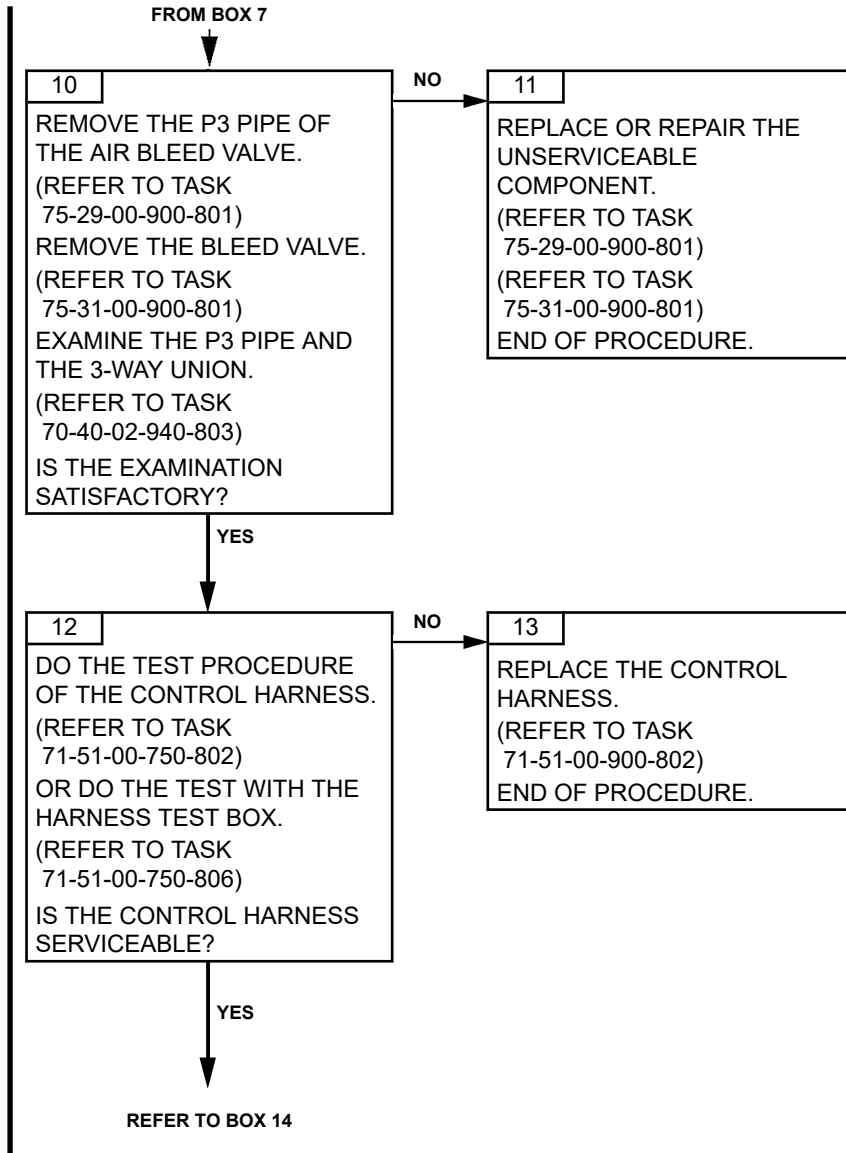 FROM BOX 7
10
REMOVE THE P3 PIPE OF
THE AIR BLEED VALVE.
(REFER TO TASK
75-29-00-900-801)
REMOVE THE BLEED VALVE.
(REFER TO TASK
75-31-00-900-801)
EXAMINE THE P3 PIPE AND
THE 3-WAY UNION.
(REFER TO TASK
70-40-02-940-803)
IS THE EXAMINATION
SATISFACTORY?
NO
11
REPLACE OR REPAIR THE
UNSERVICEABLE
COMPONENT.
(REFER TO TASK
75-29-00-900-801)
(REFER TO TASK
75-31-00-900-801)
END OF PROCEDURE.
YES
12
DO THE TEST PROCEDURE
OF THE CONTROL HARNESS.
(REFER TO TASK
71-51-00-750-802)
OR DO THE TEST WITH THE
HARNESS TEST BOX.
(REFER TO TASK
71-51-00-750-806)
IS THE CONTROL HARNESS
SERVICEABLE?
NO
13
REPLACE THE CONTROL
HARNESS.
(REFER TO TASK
71-51-00-900-802)
END OF PROCEDURE.
YES
REFER TO BOX 14